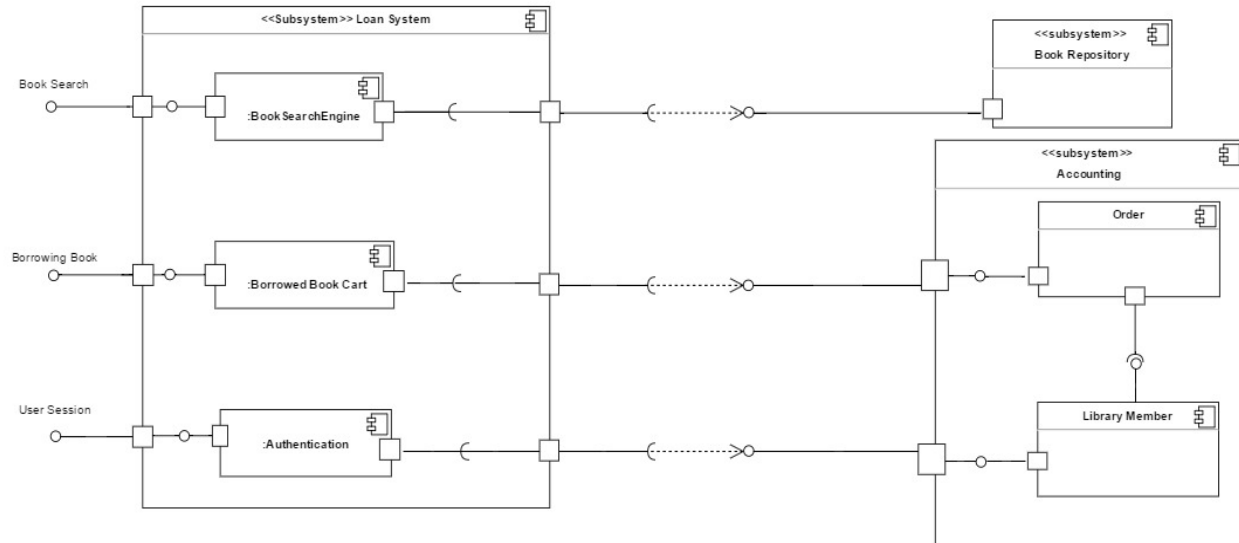 <<Subsystem>> Loan System
<<subsystem>>
Book Repository
Book Search
:BookSearchEngine
<<subsystem>>
Accounting
Order
Borrowing Book
:Borrowed Book Cart
User Session
:Authentication
Library Member